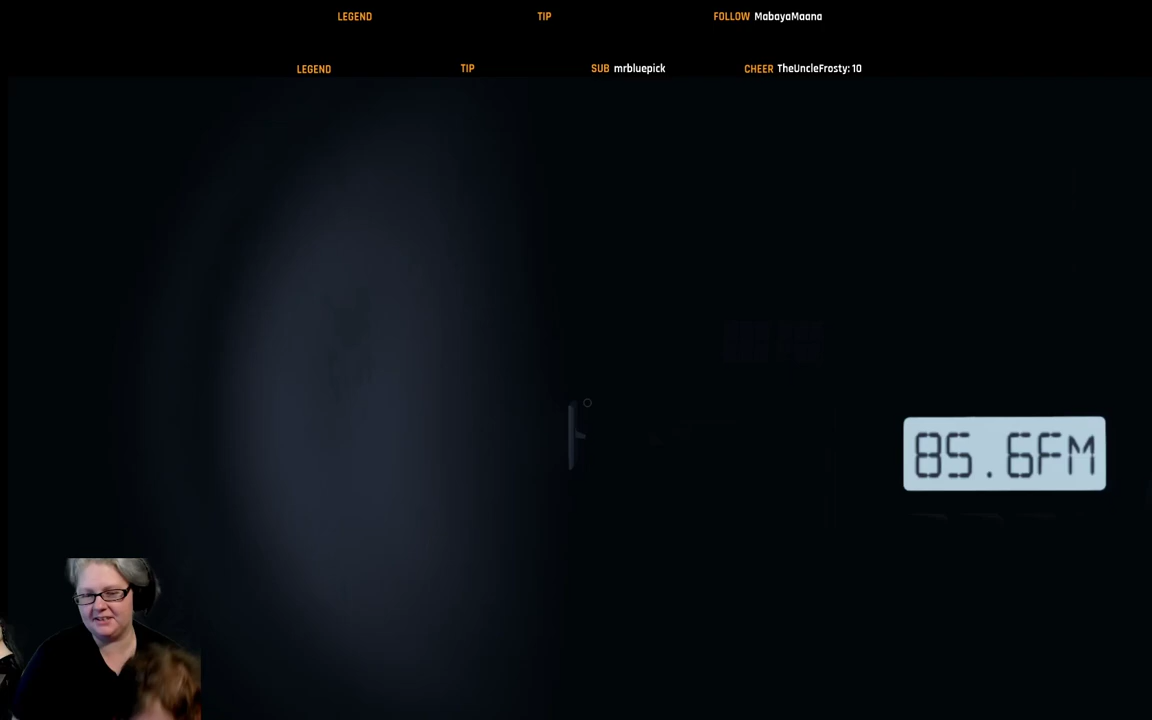 LEGEND TIP FOLLOW MabayaMaana
LEGEND TIP SUB mrbluepick CHEER TheUncleFrosty: 10
85.6FM